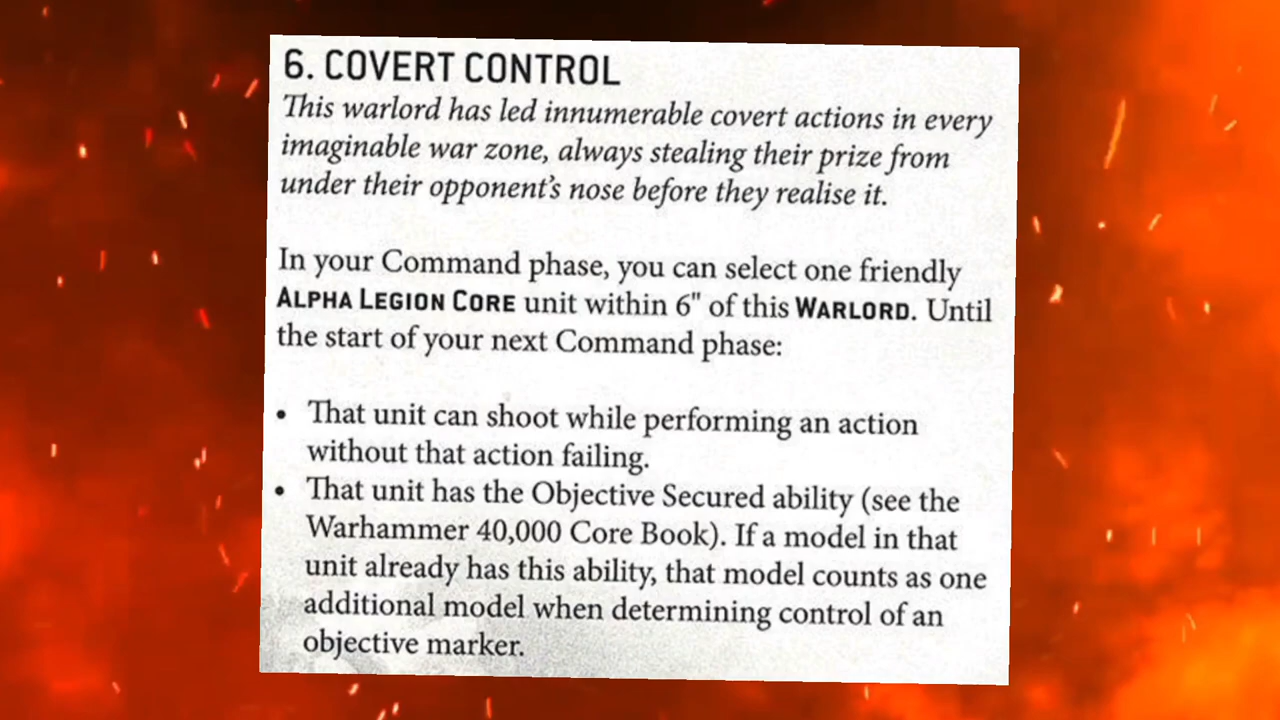 6. COVERT CONTROL
This warlord has led innumerable covert actions in every
imaginable war zone, always stealing their prize from
under their opponent's nose before they realise it.
In your Command phase, you can select one friendly
ALPHA LEGION CORE unit within 6" of this WARLORD. Until
the start of your next Command phase:
• That unit can shoot while performing an action
without that action failing.
• That unit has the Objective Secured ability (see the
Warhammer 40,000 Core Book). If a model in that
unit already has this ability, that model counts as one
additional model when determining control of an
objective marker.